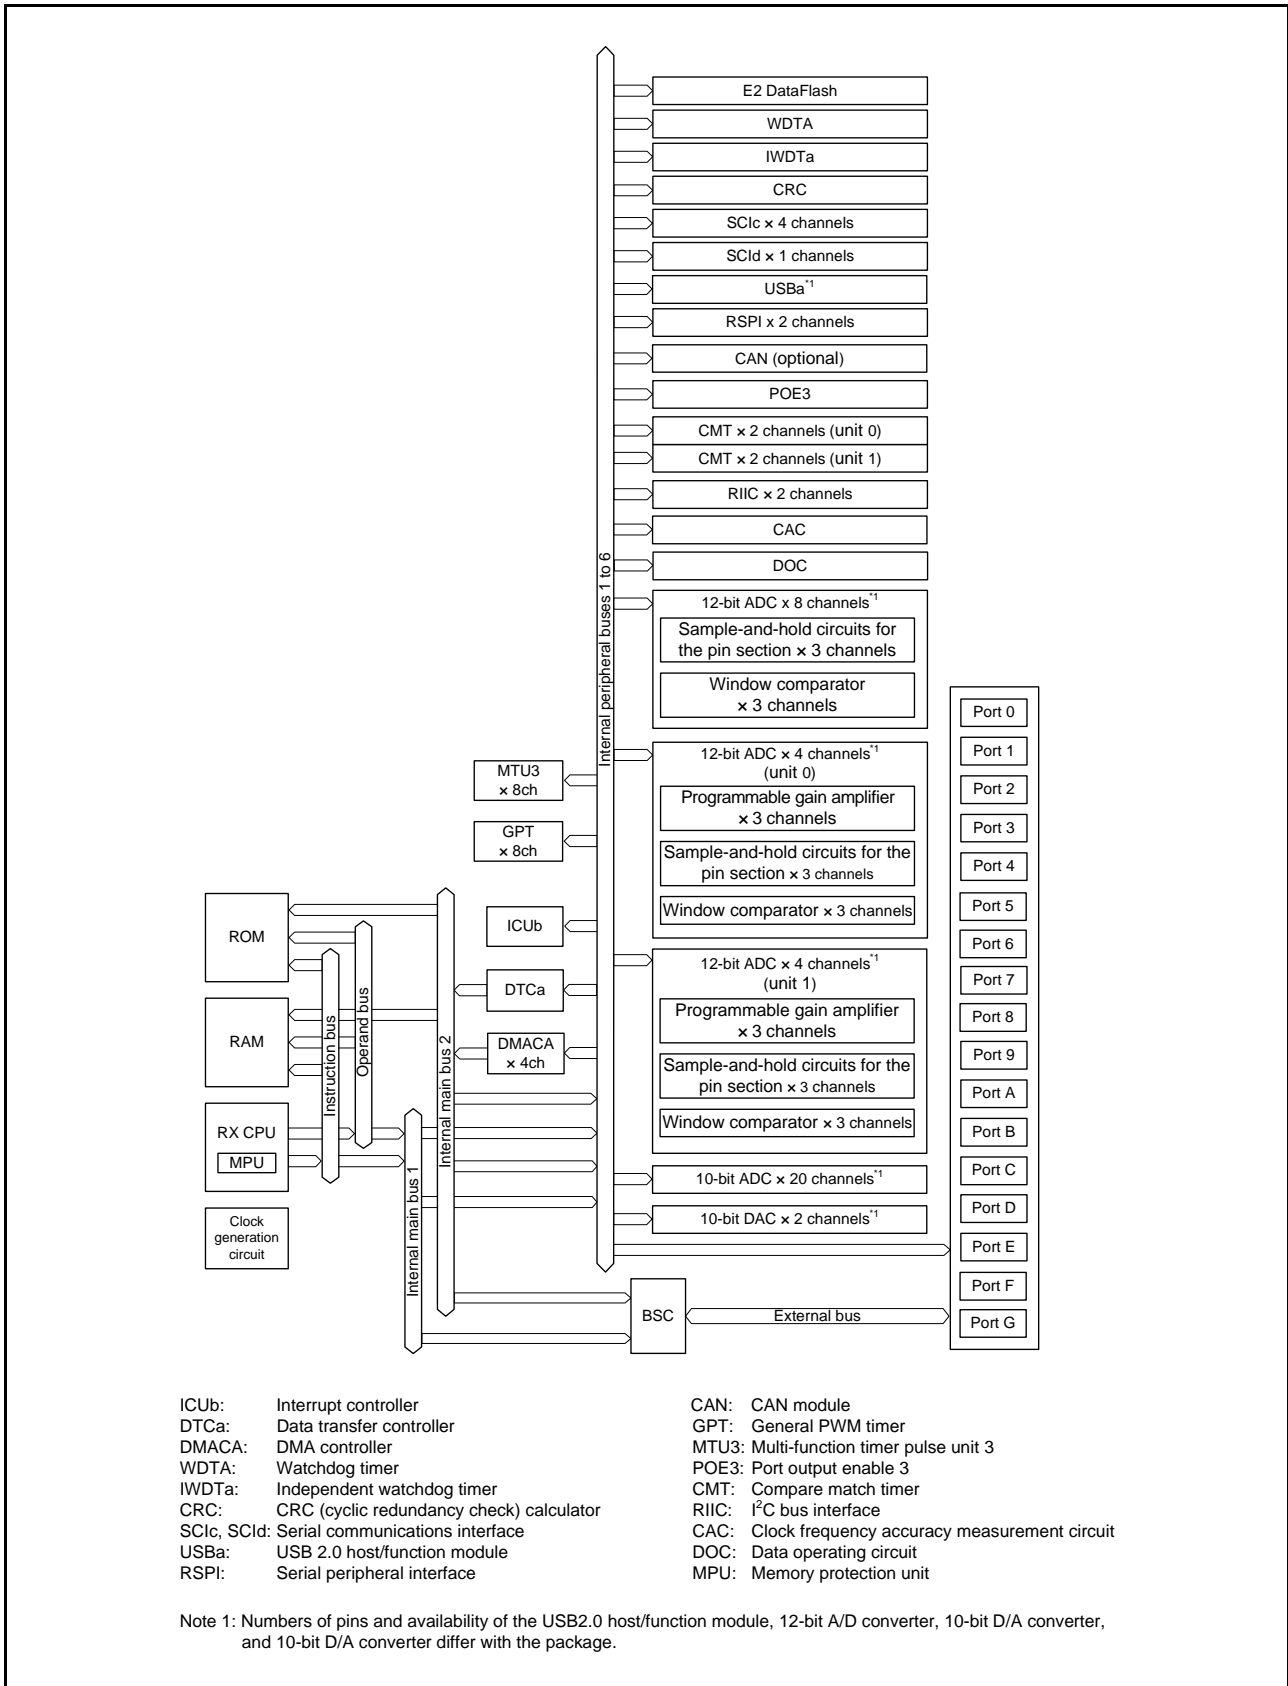 E2 DataFlash
WDTA
IWDTa
CRC
SCIc × 4 channels
SCId × 1 channels
USBa*1
RSPI x 2 channels
CAN (optional)
POE3
CMT × 2 channels (unit 0)
CMT × 2 channels (unit 1)
RIIC × 2 channels
CAC
DOC
Internal peripheral buses 1 to 6
12-bit ADC x 8 channels*1
Sample-and-hold circuits for
the pin section × 3 channels
Window comparator
× 3 channels
12-bit ADC × 4 channels*1
(unit 0)
Programmable gain amplifier
× 3 channels
Sample-and-hold circuits for the
pin section × 3 channels
Window comparator × 3 channels
12-bit ADC × 4 channels*1
(unit 1)
Programmable gain amplifier
× 3 channels
Sample-and-hold circuits for the
pin section × 3 channels
Window comparator × 3 channels
10-bit ADC × 20 channels*1
10-bit DAC × 2 channels*1
MTU3
× 8ch
GPT
× 8ch
ICUb
DTCa
DMACA
× 4ch
ROM
RAM
RX CPU
MPU
Clock
generation
circuit
Instruction bus
Operand bus
Internal main bus 1
Internal main bus 2
BSC
External bus
Port 0
Port 1
Port 2
Port 3
Port 4
Port 5
Port 6
Port 7
Port 8
Port 9
Port A
Port B
Port C
Port D
Port E
Port F
Port G
ICUb: Interrupt controller
DTCa: Data transfer controller
DMACA: DMA controller
WDTA: Watchdog timer
IWDTa: Independent watchdog timer
CRC: CRC (cyclic redundancy check) calculator
SCIc, SCId: Serial communications interface
USBa: USB 2.0 host/function module
RSPI: Serial peripheral interface
CAN: CAN module
GPT: General PWM timer
MTU3: Multi-function timer pulse unit 3
POE3: Port output enable 3
CMT: Compare match timer
RIIC: I2C bus interface
CAC: Clock frequency accuracy measurement circuit
DOC: Data operating circuit
MPU: Memory protection unit
Note 1: Numbers of pins and availability of the USB2.0 host/function module, 12-bit A/D converter, 10-bit D/A converter,
and 10-bit D/A converter differ with the package.